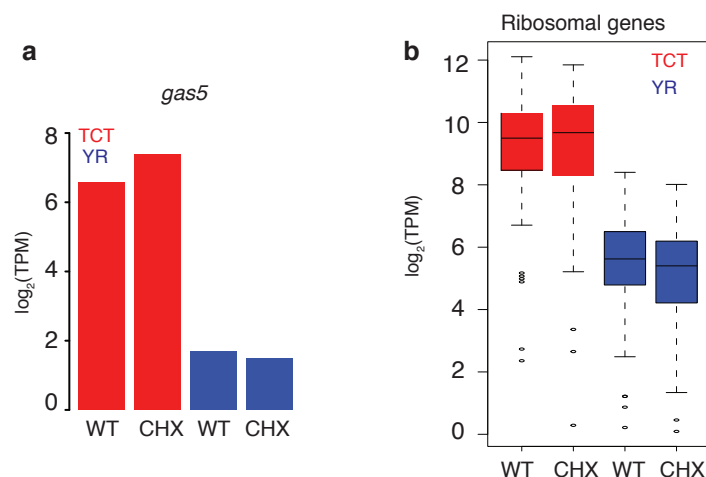 a
gas5
log2(TPM)
8
6
4
2
0
TCT
YR
WT CHX WT CHX
b
Ribosomal genes
log2(TPM)
12
10
8
6
4
2
0
TCT
YR
WT CHX WT CHX